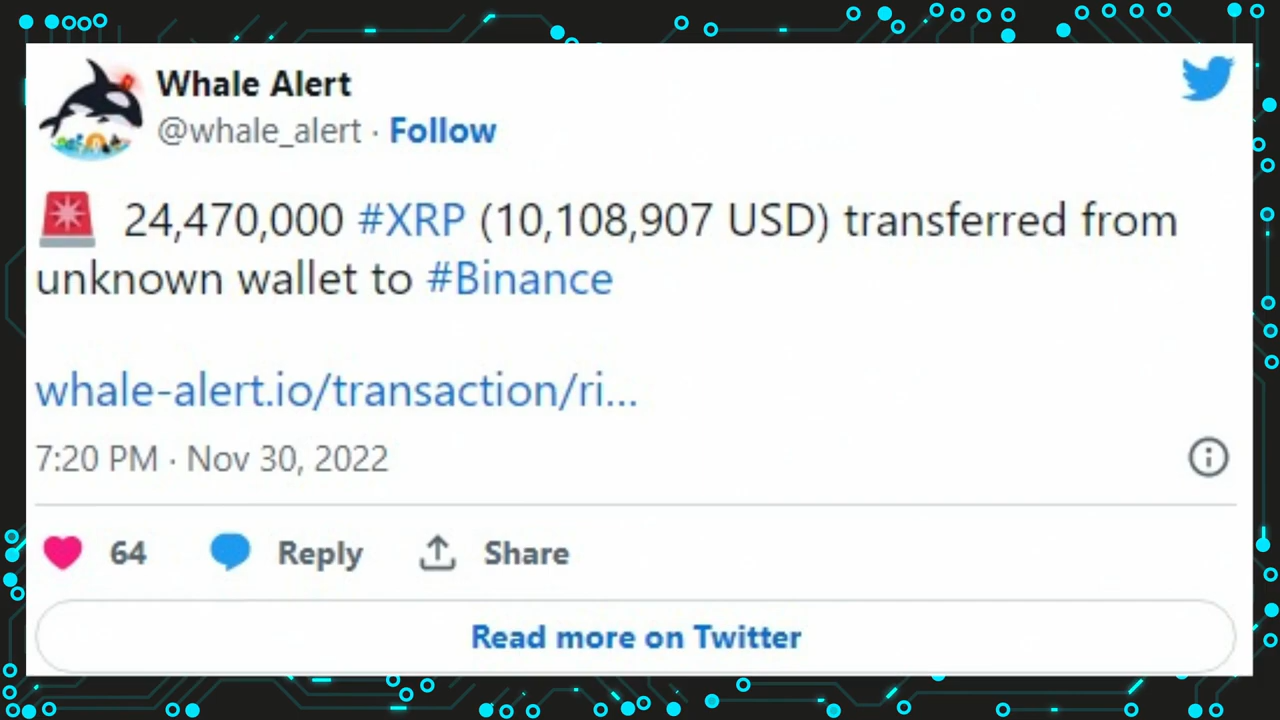 Whale Alert
@whale_alert · Follow
🚨 24,470,000 #XRP (10,108,907 USD) transferred from
unknown wallet to #Binance
whale-alert.io/transaction/ri...
7:20 PM · Nov 30, 2022
64 Reply Share
Read more on Twitter